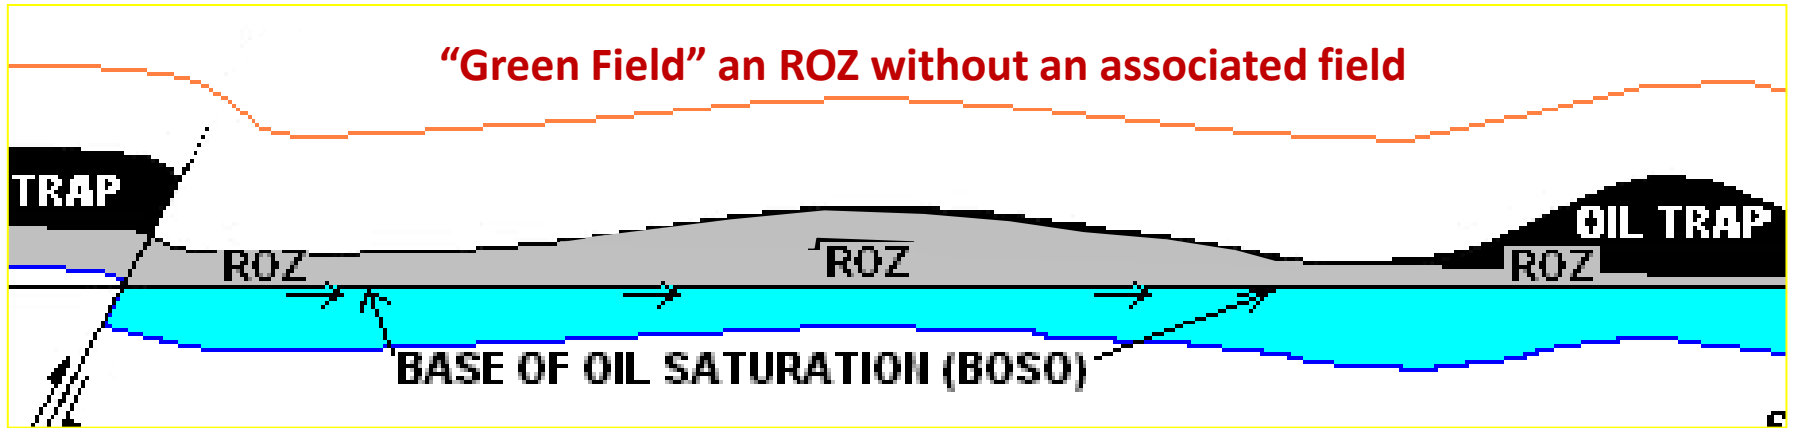 “Green Field” an ROZ without an associated field
TRAP
OIL TRAP
ROZ
ROZ
ROZ
BASE OF OIL SATURATION (BOSO)